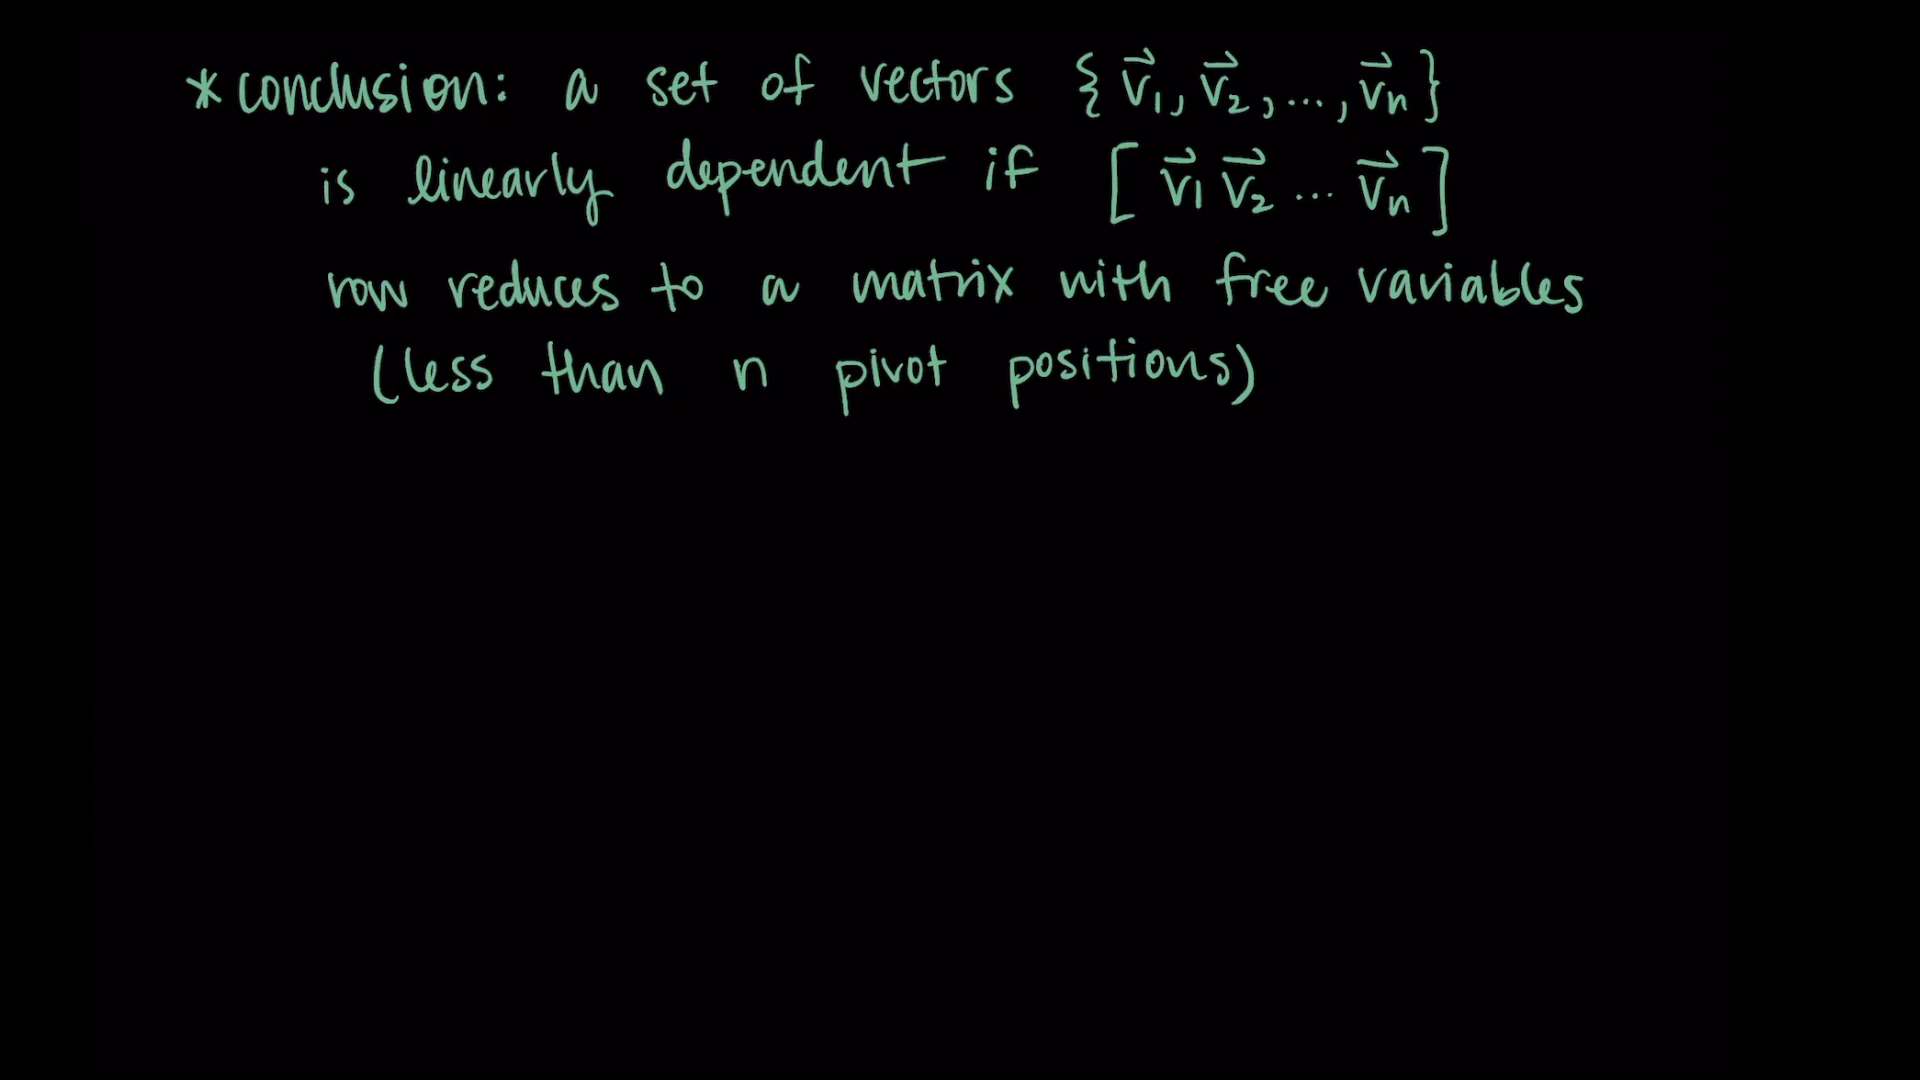 * conclusion: a set of vectors {v⃗₁, v⃗₂, ..., v⃗ₙ}
is linearly dependent if [v⃗₁ v⃗₂ ... v⃗ₙ]
row reduces to a matrix with free variables
(less than n pivot positions)